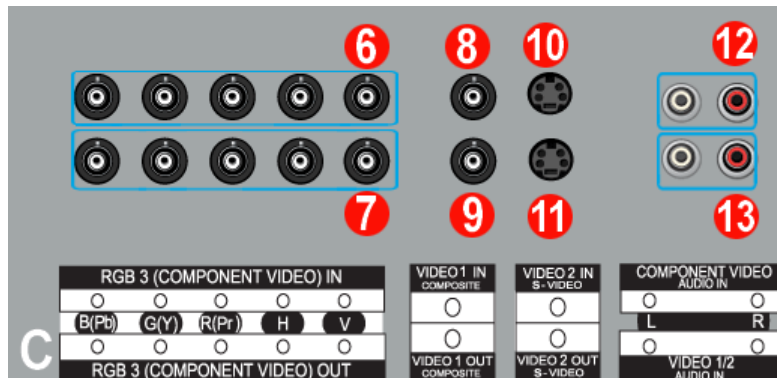 6 8 10 12
7 9 11 13
RGB 3 (COMPONENT VIDEO) IN
VIDEO 1 IN
COMPOSITE
VIDEO 2 IN
S-VIDEO
COMPONENT VIDEO
AUDIO IN
B(Pb) G(Y) R(Pr) H V
L R
C
RGB 3 (COMPONENT VIDEO) OUT
VIDEO 1 OUT
COMPOSITE
VIDEO 2 OUT
S-VIDEO
VIDEO 1/2
AUDIO IN